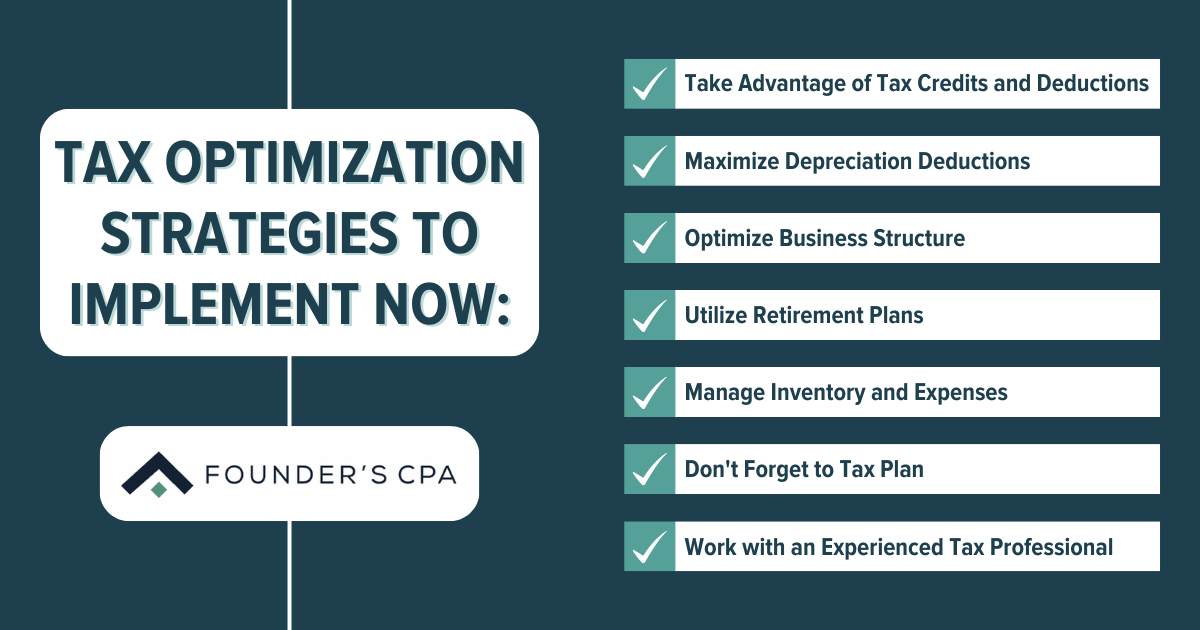 TAX OPTIMIZATION
STRATEGIES TO
IMPLEMENT NOW:
FOUNDER'S CPA
Take Advantage of Tax Credits and Deductions
Maximize Depreciation Deductions
Optimize Business Structure
Utilize Retirement Plans
Manage Inventory and Expenses
Don't Forget to Tax Plan
Work with an Experienced Tax Professional